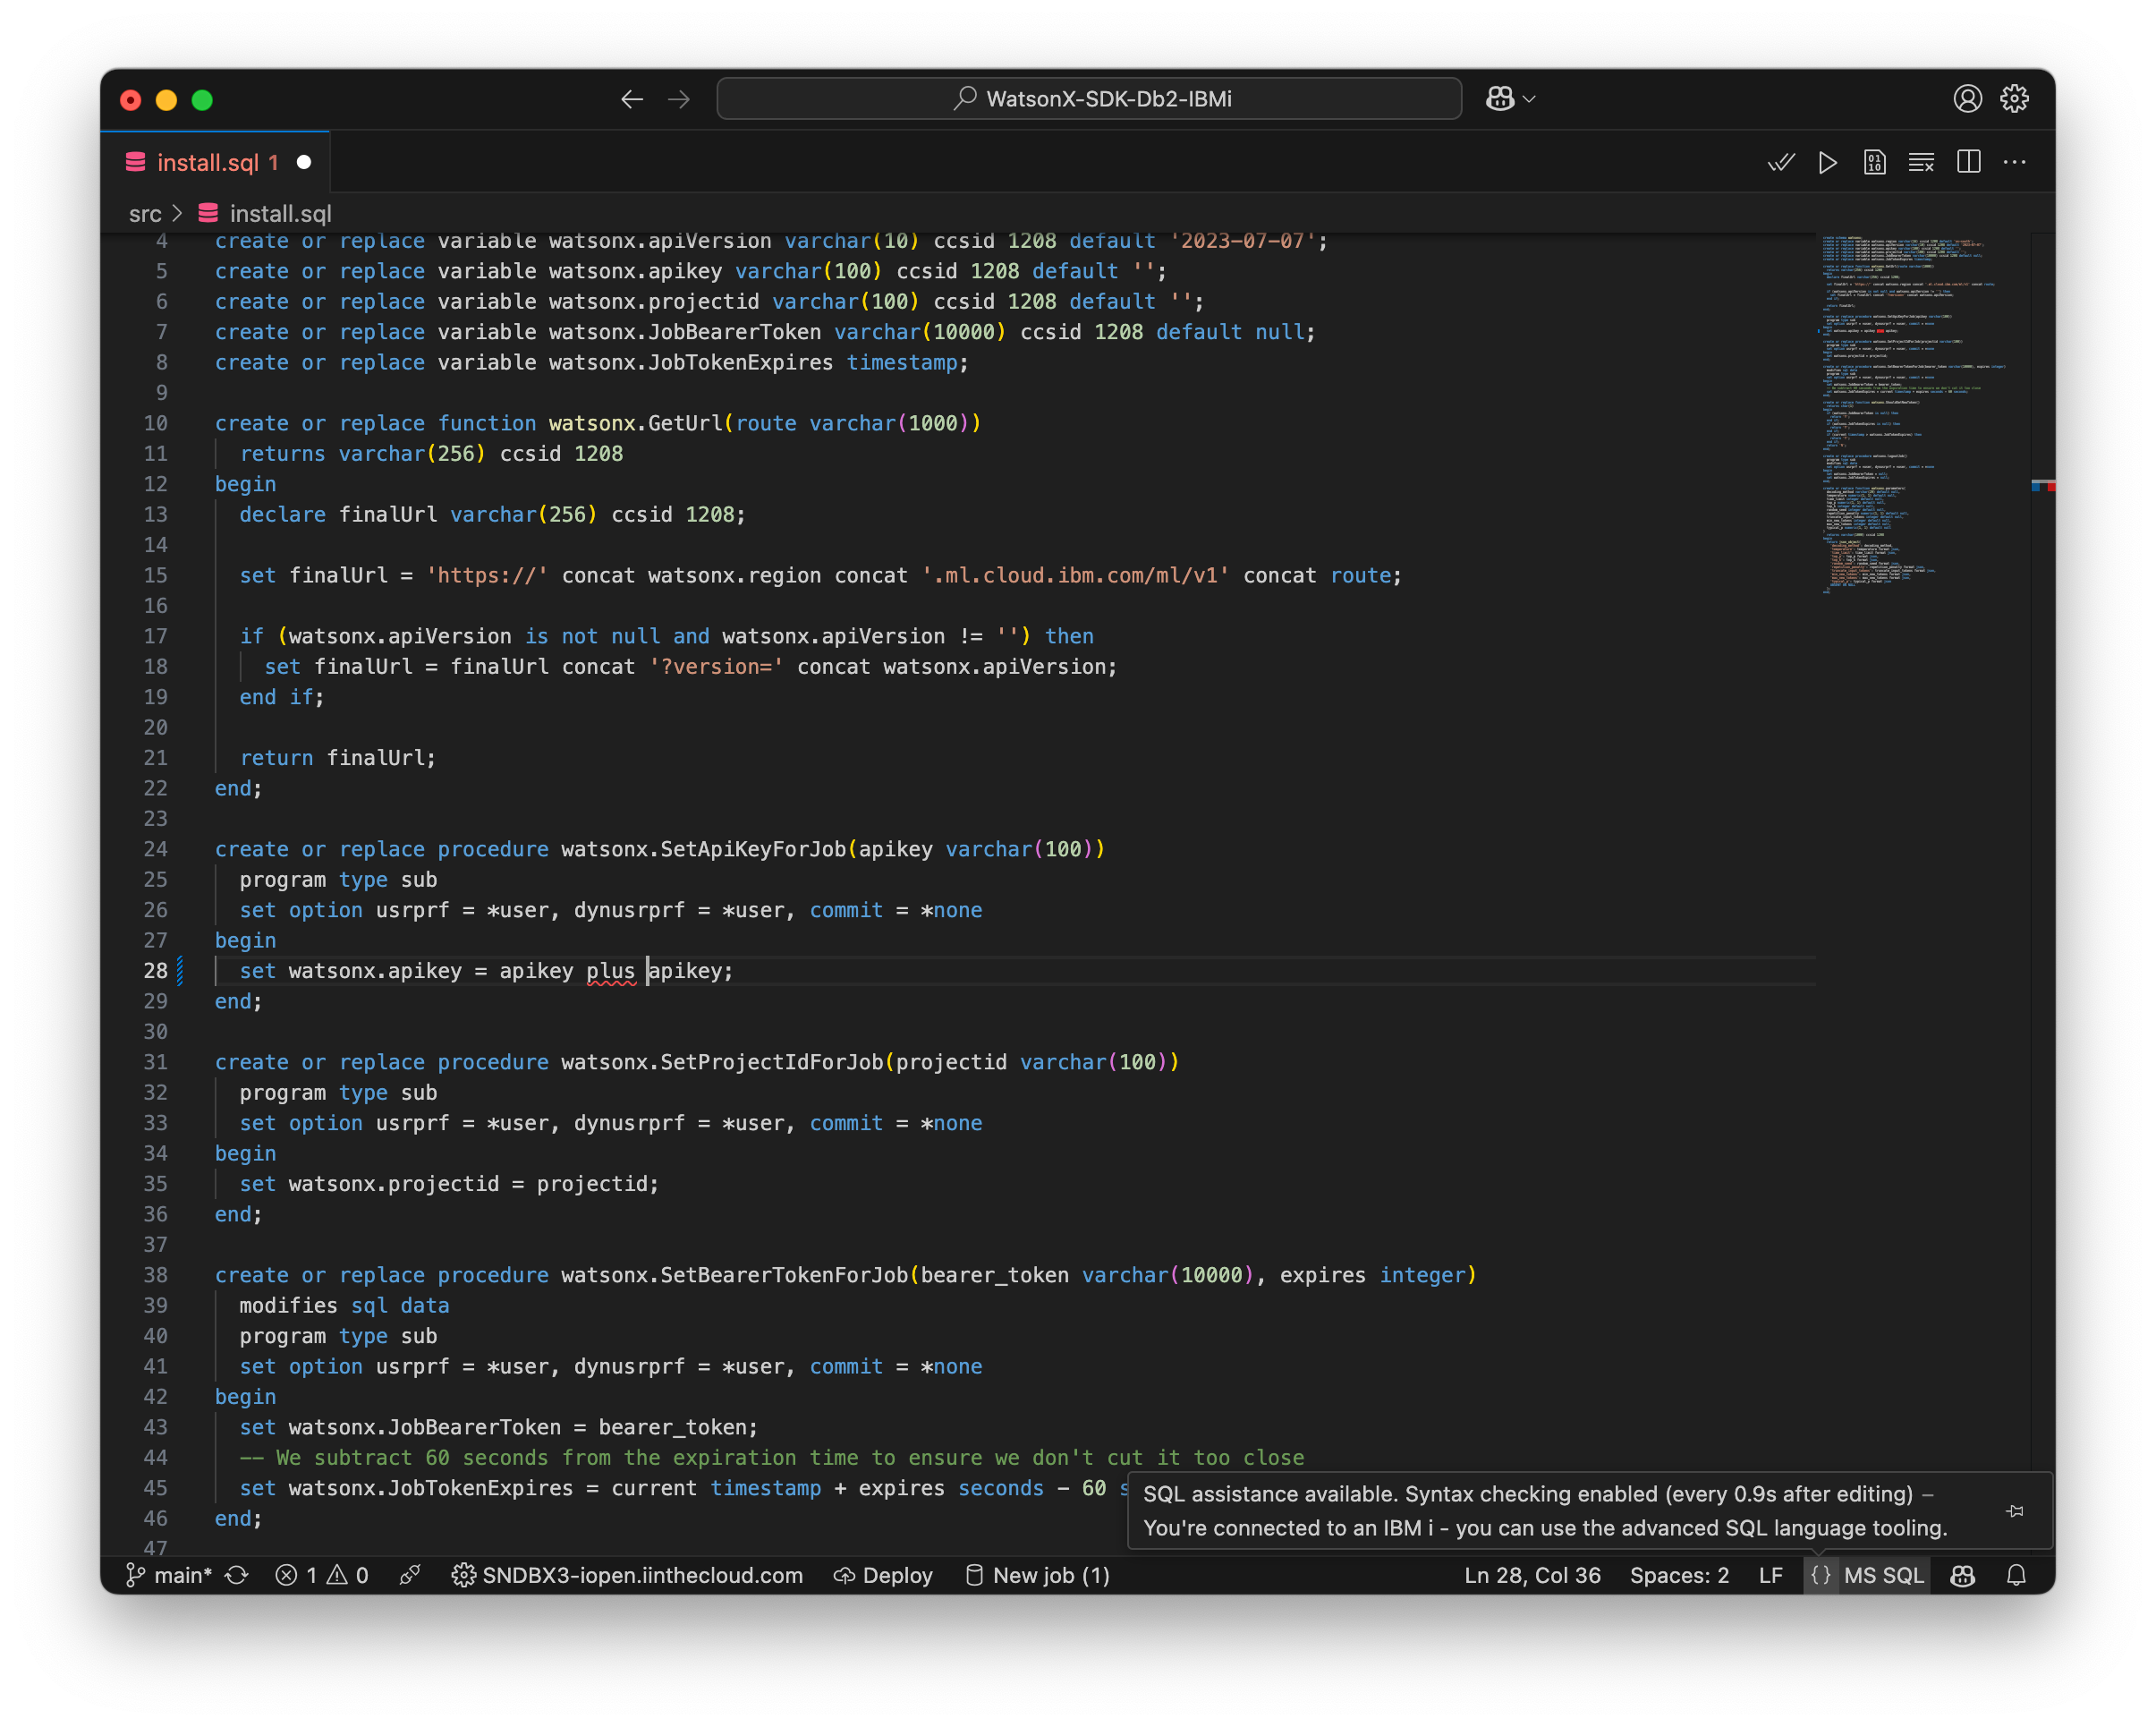 WatsonX-SDK-Db2-IBMi
install.sql 1
src > install.sql
4 create or replace variable watsonx.apiVersion varchar(10) ccsid 1208 default '2023-07-07';
5 create or replace variable watsonx.apikey varchar(100) ccsid 1208 default '';
6 create or replace variable watsonx.projectid varchar(100) ccsid 1208 default '';
7 create or replace variable watsonx.JobBearerToken varchar(10000) ccsid 1208 default null;
8 create or replace variable watsonx.JobTokenExpires timestamp;
9
10 create or replace function watsonx.GetUrl(route varchar(1000))
11   returns varchar(256) ccsid 1208
12 begin
13   declare finalUrl varchar(256) ccsid 1208;
14
15   set finalUrl = 'https://' concat watsonx.region concat '.ml.cloud.ibm.com/ml/v1' concat route;
16
17   if (watsonx.apiVersion is not null and watsonx.apiVersion != '') then
18     set finalUrl = finalUrl concat '?version=' concat watsonx.apiVersion;
19   end if;
20
21   return finalUrl;
22 end;
23
24 create or replace procedure watsonx.SetApiKeyForJob(apikey varchar(100))
25   program type sub
26   set option usrprf = *user, dynusrprf = *user, commit = *none
27 begin
28   set watsonx.apikey = apikey plus apikey;
29 end;
30
31 create or replace procedure watsonx.SetProjectIdForJob(projectid varchar(100))
32   program type sub
33   set option usrprf = *user, dynusrprf = *user, commit = *none
34 begin
35   set watsonx.projectid = projectid;
36 end;
37
38 create or replace procedure watsonx.SetBearerTokenForJob(bearer_token varchar(10000), expires integer)
39   modifies sql data
40   program type sub
41   set option usrprf = *user, dynusrprf = *user, commit = *none
42 begin
43   set watsonx.JobBearerToken = bearer_token;
44   -- We subtract 60 seconds from the expiration time to ensure we don't cut it too close
45   set watsonx.JobTokenExpires = current timestamp + expires seconds - 60 s
46 end;
47
SQL assistance available. Syntax checking enabled (every 0.9s after editing) –
You're connected to an IBM i - you can use the advanced SQL language tooling.
main* 1 0 SNDBX3-iopen.iinthecloud.com Deploy New job (1) Ln 28, Col 36 Spaces: 2 LF {} MS SQL